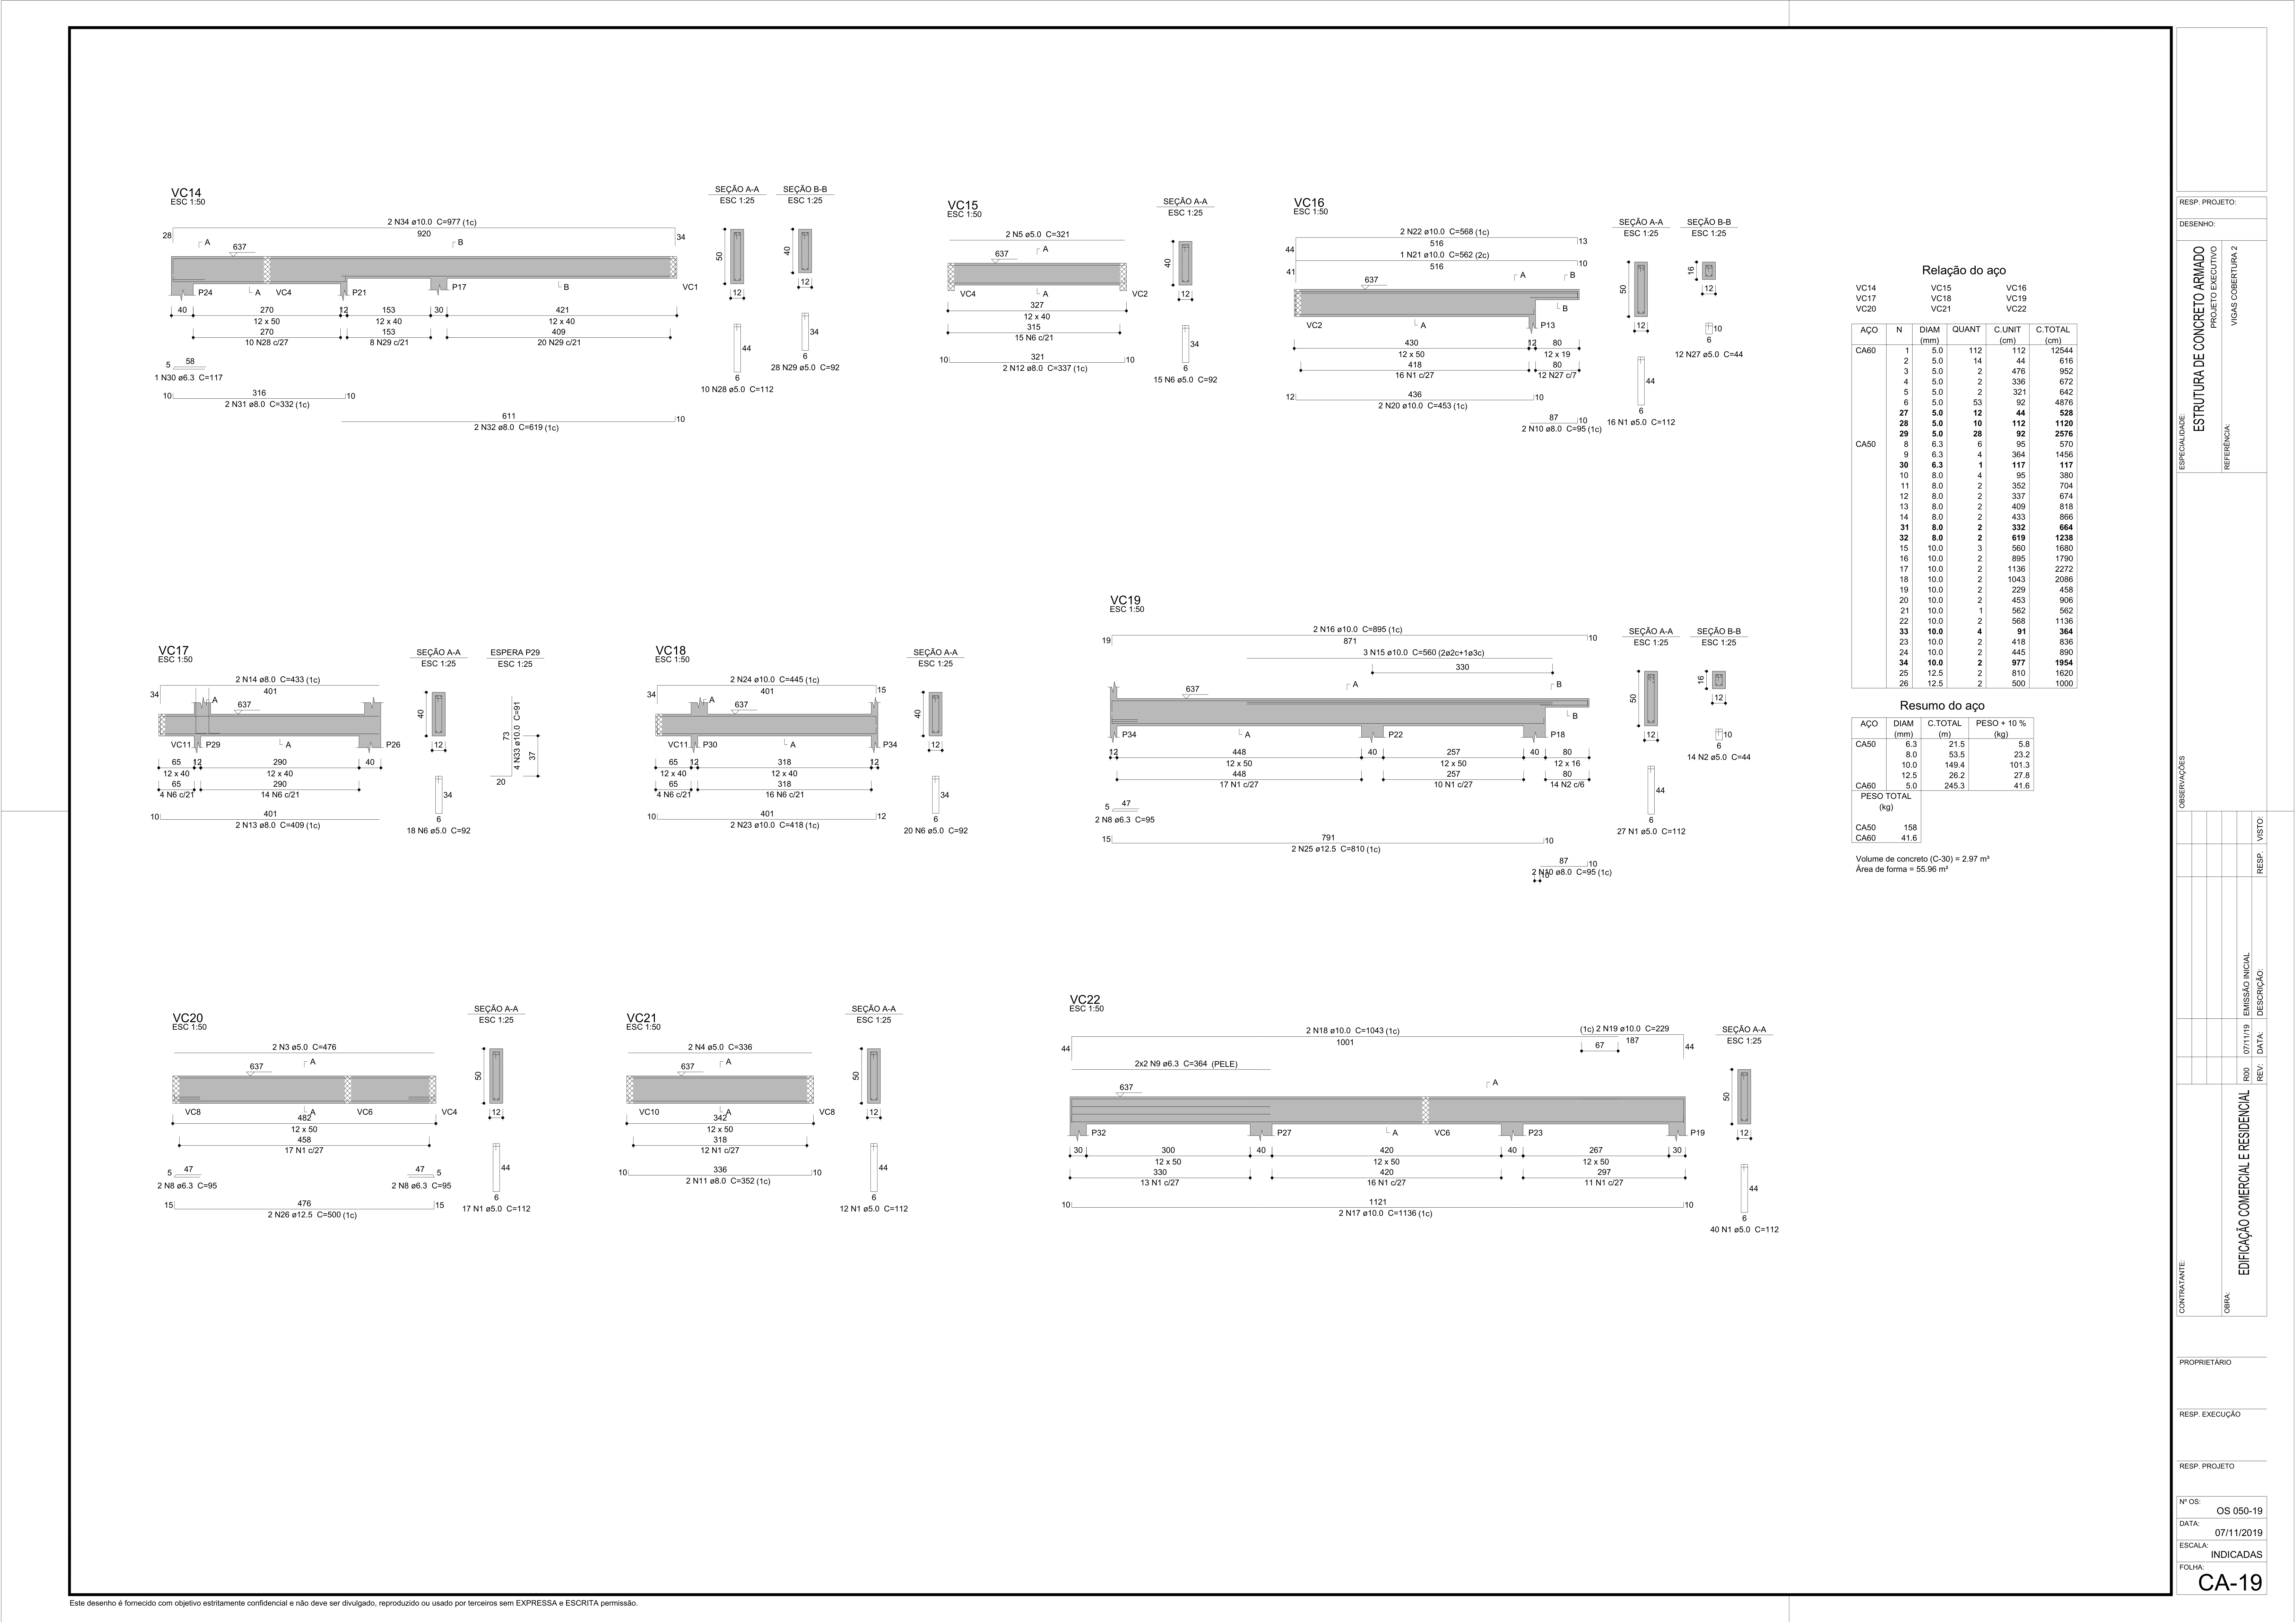 VC14
ESC 1:50
2 N34 ø10.0 C=977 (1c)
28
920
34
A
B
637
P24
A
VC4
P21
P17
B
VC1
40
270
12
153
30
421
12 x 50
12 x 40
12 x 40
270
153
409
10 N28 c/27
8 N29 c/21
20 N29 c/21
5
58
1 N30 ø6.3 C=117
10
316
10
2 N31 ø8.0 C=332 (1c)
611
10
2 N32 ø8.0 C=619 (1c)
SEÇÃO A-A
ESC 1:25
50
12
44
6
10 N28 ø5.0 C=112
SEÇÃO B-B
ESC 1:25
40
12
34
6
28 N29 ø5.0 C=92
VC15
ESC 1:50
2 N5 ø5.0 C=321
A
637
VC4
A
VC2
327
12 x 40
315
15 N6 c/21
10
321
10
2 N12 ø8.0 C=337 (1c)
SEÇÃO A-A
ESC 1:25
40
12
34
6
15 N6 ø5.0 C=92
VC16
ESC 1:50
2 N22 ø10.0 C=568 (1c)
44
516
13
1 N21 ø10.0 C=562 (2c)
41
516
10
637
A
B
B
VC2
A
P13
430
12
80
12 x 50
12 x 19
418
80
16 N1 c/27
12 N27 c/7
12
436
10
2 N20 ø10.0 C=453 (1c)
87
10
2 N10 ø8.0 C=95 (1c)
SEÇÃO A-A
ESC 1:25
50
12
44
6
16 N1 ø5.0 C=112
SEÇÃO B-B
ESC 1:25
16
12
10
6
12 N27 ø5.0 C=44
VC17
ESC 1:50
2 N14 ø8.0 C=433 (1c)
34
401
A
637
VC11
P29
A
P26
65
12
290
40
12 x 40
12 x 40
65
290
4 N6 c/21
14 N6 c/21
10
401
2 N13 ø8.0 C=409 (1c)
SEÇÃO A-A
ESC 1:25
40
12
34
6
18 N6 ø5.0 C=92
ESPERA P29
ESC 1:25
73
4 N33 ø10.0 C=91
37
20
VC18
ESC 1:50
2 N24 ø10.0 C=445 (1c)
34
401
15
A
637
VC11
P30
A
P34
65
12
318
12
12 x 40
12 x 40
65
318
4 N6 c/21
16 N6 c/21
10
401
12
2 N23 ø10.0 C=418 (1c)
SEÇÃO A-A
ESC 1:25
40
12
34
6
20 N6 ø5.0 C=92
VC19
ESC 1:50
2 N16 ø10.0 C=895 (1c)
19
871
10
3 N15 ø10.0 C=560 (2ø2c+1ø3c)
330
637
A
B
B
P34
A
P22
P18
12
448
40
257
40
80
12 x 50
12 x 50
12 x 16
448
257
80
17 N1 c/27
10 N1 c/27
14 N2 c/6
5
47
2 N8 ø6.3 C=95
15
791
10
2 N25 ø12.5 C=810 (1c)
87
10
2 N10 ø8.0 C=95 (1c)
10
SEÇÃO A-A
ESC 1:25
50
12
44
6
27 N1 ø5.0 C=112
SEÇÃO B-B
ESC 1:25
16
12
10
6
14 N2 ø5.0 C=44
VC20
ESC 1:50
2 N3 ø5.0 C=476
A
637
VC8
A
VC6
VC4
482
12 x 50
458
17 N1 c/27
5
47
47
5
2 N8 ø6.3 C=95
2 N8 ø6.3 C=95
15
476
15
2 N26 ø12.5 C=500 (1c)
SEÇÃO A-A
ESC 1:25
50
12
44
6
17 N1 ø5.0 C=112
VC21
ESC 1:50
2 N4 ø5.0 C=336
A
637
VC10
A
VC8
342
12 x 50
318
12 N1 c/27
10
336
10
2 N11 ø8.0 C=352 (1c)
SEÇÃO A-A
ESC 1:25
50
12
44
6
12 N1 ø5.0 C=112
VC22
ESC 1:50
2 N18 ø10.0 C=1043 (1c)
(1c) 2 N19 ø10.0 C=229
44
1001
67
187
44
2x2 N9 ø6.3 C=364 (PELE)
637
A
P32
P27
A
VC6
P23
P19
30
300
40
420
40
267
30
12 x 50
12 x 50
12 x 50
330
420
297
13 N1 c/27
16 N1 c/27
11 N1 c/27
10
1121
10
2 N17 ø10.0 C=1136 (1c)
SEÇÃO A-A
ESC 1:25
50
12
44
6
40 N1 ø5.0 C=112
Relação do aço
VC14 VC15 VC16
VC17 VC18 VC19
VC20 VC21 VC22
AÇO N DIAM QUANT C.UNIT C.TOTAL
(mm) (cm) (cm)
CA60 1 5.0 112 112 12544
2 5.0 14 44 616
3 5.0 2 476 952
4 5.0 2 336 672
5 5.0 2 321 642
6 5.0 53 92 4876
27 5.0 12 44 528
28 5.0 10 112 1120
29 5.0 28 92 2576
CA50 8 6.3 6 95 570
9 6.3 4 364 1456
30 6.3 1 117 117
10 8.0 4 95 380
11 8.0 2 352 704
12 8.0 2 337 674
13 8.0 2 409 818
14 8.0 2 433 866
31 8.0 2 332 664
32 8.0 2 619 1238
15 10.0 3 560 1680
16 10.0 2 895 1790
17 10.0 2 1136 2272
18 10.0 2 1043 2086
19 10.0 2 229 458
20 10.0 2 453 906
21 10.0 1 562 562
22 10.0 2 568 1136
33 10.0 4 91 364
23 10.0 2 418 836
24 10.0 2 445 890
34 10.0 2 977 1954
25 12.5 2 810 1620
26 12.5 2 500 1000
Resumo do aço
AÇO DIAM C.TOTAL PESO + 10 %
(mm) (m) (kg)
CA50 6.3 21.5 5.8
8.0 53.5 23.2
10.0 149.4 101.3
12.5 26.2 27.8
CA60 5.0 245.3 41.6
PESO TOTAL
(kg)
CA50 158
CA60 41.6
Volume de concreto (C-30) = 2.97 m³
Área de forma = 55.96 m²
RESP. PROJETO:
DESENHO:
ESPECIALIDADE:
ESTRUTURA DE CONCRETO ARMADO
PROJETO EXECUTIVO
REFERÊNCIA:
VIGAS COBERTURA 2
OBSERVAÇÕES
R00 07/11/19 EMISSÃO INICIAL
REV: DATA: DESCRIÇÃO: RESP. VISTO:
CONTRATANTE:
OBRA:
EDIFICAÇÃO COMERCIAL E RESIDENCIAL
PROPRIETÁRIO
RESP. EXECUÇÃO
RESP. PROJETO
Nº OS:
OS 050-19
DATA:
07/11/2019
ESCALA:
INDICADAS
FOLHA:
CA-19
Este desenho é fornecido com objetivo estritamente confidencial e não deve ser divulgado, reproduzido ou usado por terceiros sem EXPRESSA e ESCRITA permissão.